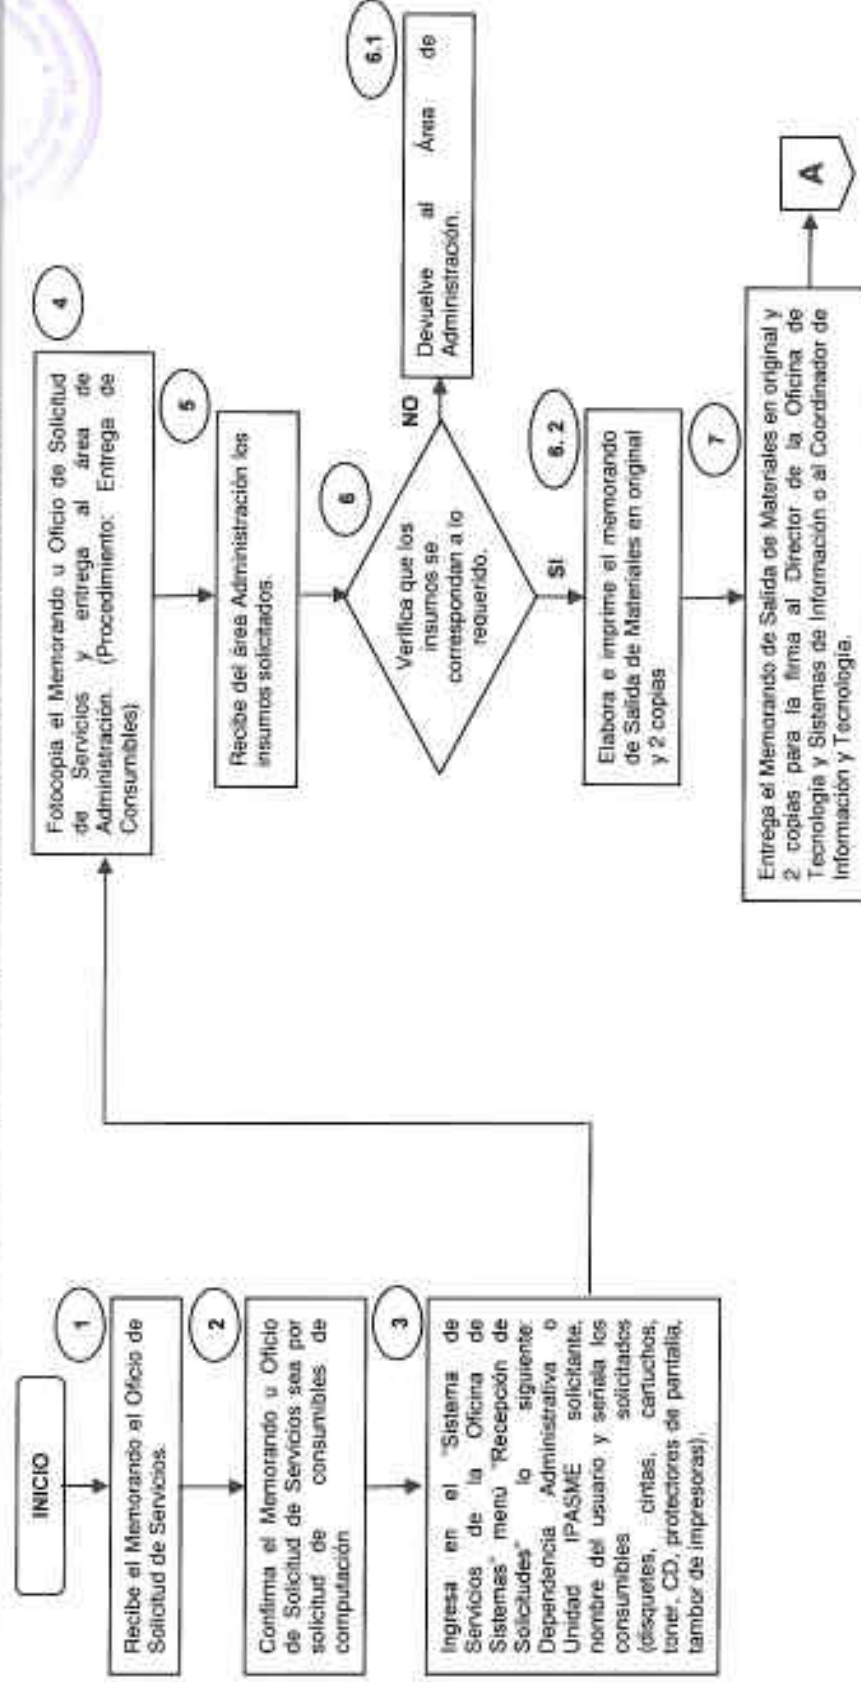 INICIO
1
Recibe el Memorando el Oficio de
Solicitud de Servicios.
2
Confirma el Memorando u Oficio
de Solicitud de Servicios sea por
solicitud de consumibles de
computación
3
Ingresa en el "Sistema de
Servicios de la Oficina de
Sistemas" menú "Recepción de
Solicitudes" lo siguiente:
Dependencia Administrativa o
Unidad IPASME solicitante,
nombre del usuario y señala los
consumibles solicitados
(disquetes, cintas, cartuchos,
toner, CD, protectores de pantalla,
tambor de impresoras).
4
Fotocopia el Memorando u Oficio de Solicitud
de Servicios y entrega al área de
Administración. (Procedimiento: Entrega de
Consumibles)
5
Recibe del área Administración los
insumos solicitados.
6
Verifica que los
insumos se
correspondan a lo
requerido.
NO
6.1
Devuelve al Área de
Administración.
SI
6.2
Elabora e imprime el memorando
de Salida de Materiales en original
y 2 copias
7
Entrega el Memorando de Salida de Materiales en original y
2 copias para la firma al Director de la Oficina de
Tecnología y Sistemas de Información o al Coordinador de
Información y Tecnología.
A